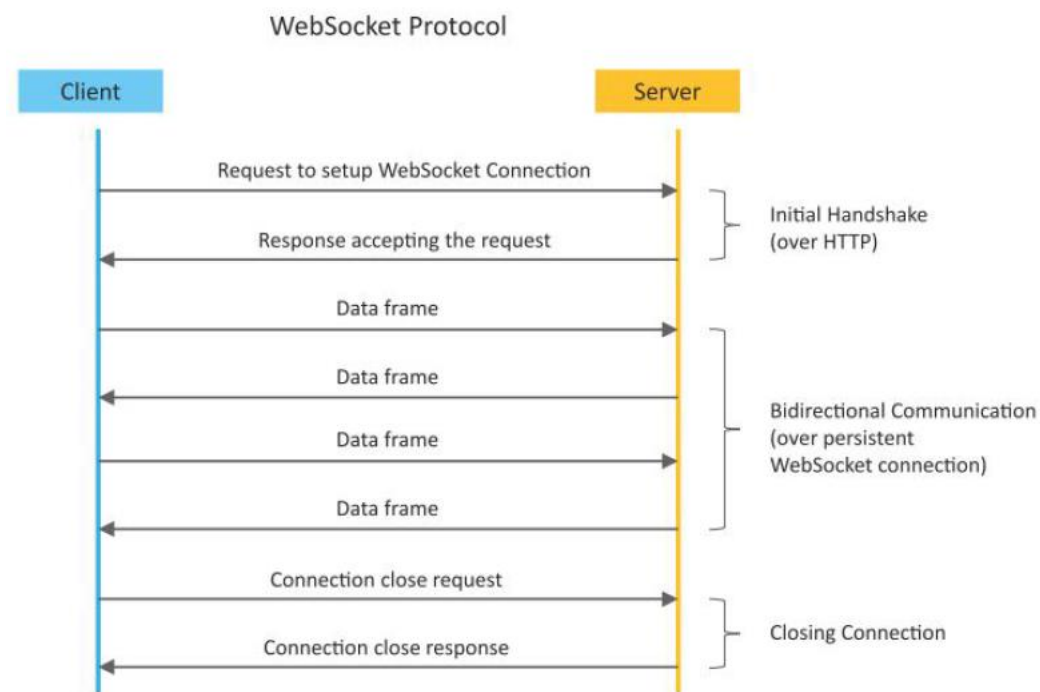 WebSocket Protocol
Client
Server
Request to setup WebSocket Connection
Response accepting the request
Initial Handshake
(over HTTP)
Data frame
Data frame
Data frame
Data frame
Bidirectional Communication
(over persistent
WebSocket connection)
Connection close request
Connection close response
Closing Connection